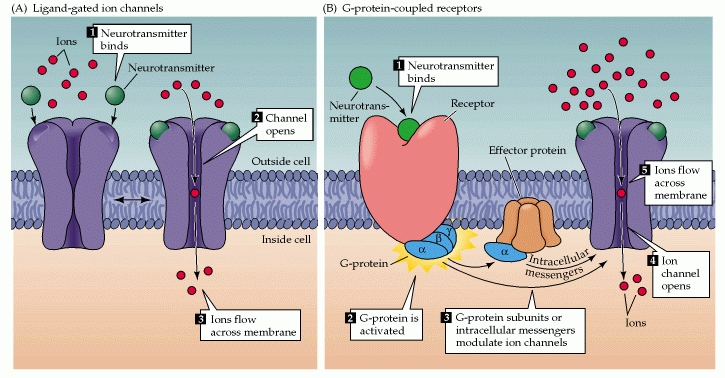 (A) Ligand-gated ion channels
Ions
1 Neurotransmitter
binds
Neurotransmitter
2 Channel
opens
Outside cell
Inside cell
3 Ions flow
across membrane
(B) G-protein-coupled receptors
1 Neurotransmitter
binds
Neurotrans-
mitter
Receptor
Effector protein
5 Ions flow
across
membrane
γ
β
α
α
G-protein
Intracellular
messengers
4 Ion
channel
opens
2 G-protein is
activated
3 G-protein subunits or
intracellular messengers
modulate ion channels
Ions